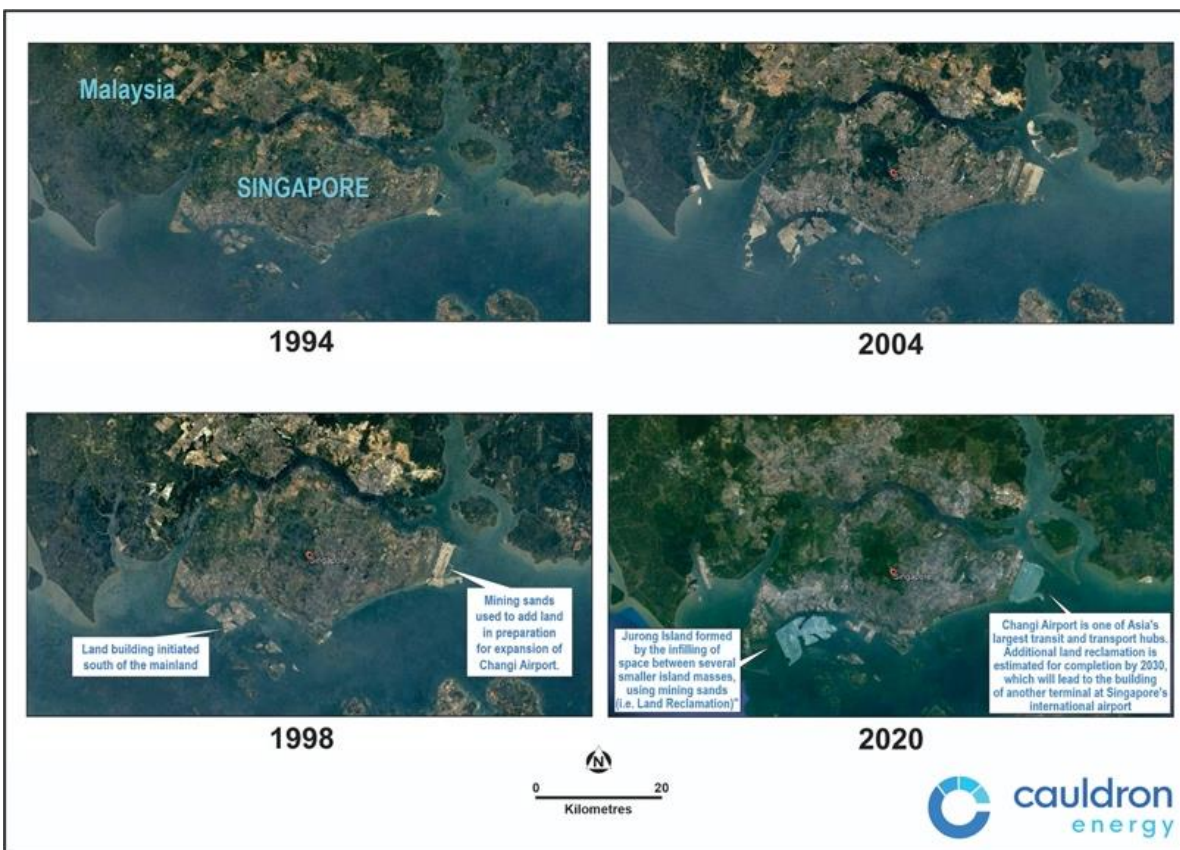 Malaysia
SINGAPORE
1994
Singapore
2004
Singapore
Land building initiated
south of the mainland
Mining sands
used to add land
in preparation
for expansion of
Changi Airport.
1998
Singapore
Jurong Island formed
by the infilling of
space between several
smaller island masses,
using mining sands
(i.e. Land Reclamation)"
Changi Airport is one of Asia's
largest transit and transport hubs.
Additional land reclamation is
estimated for completion by 2030,
which will lead to the building
of another terminal at Singapore's
international airport
2020
N
0 20
Kilometres
cauldron
energy